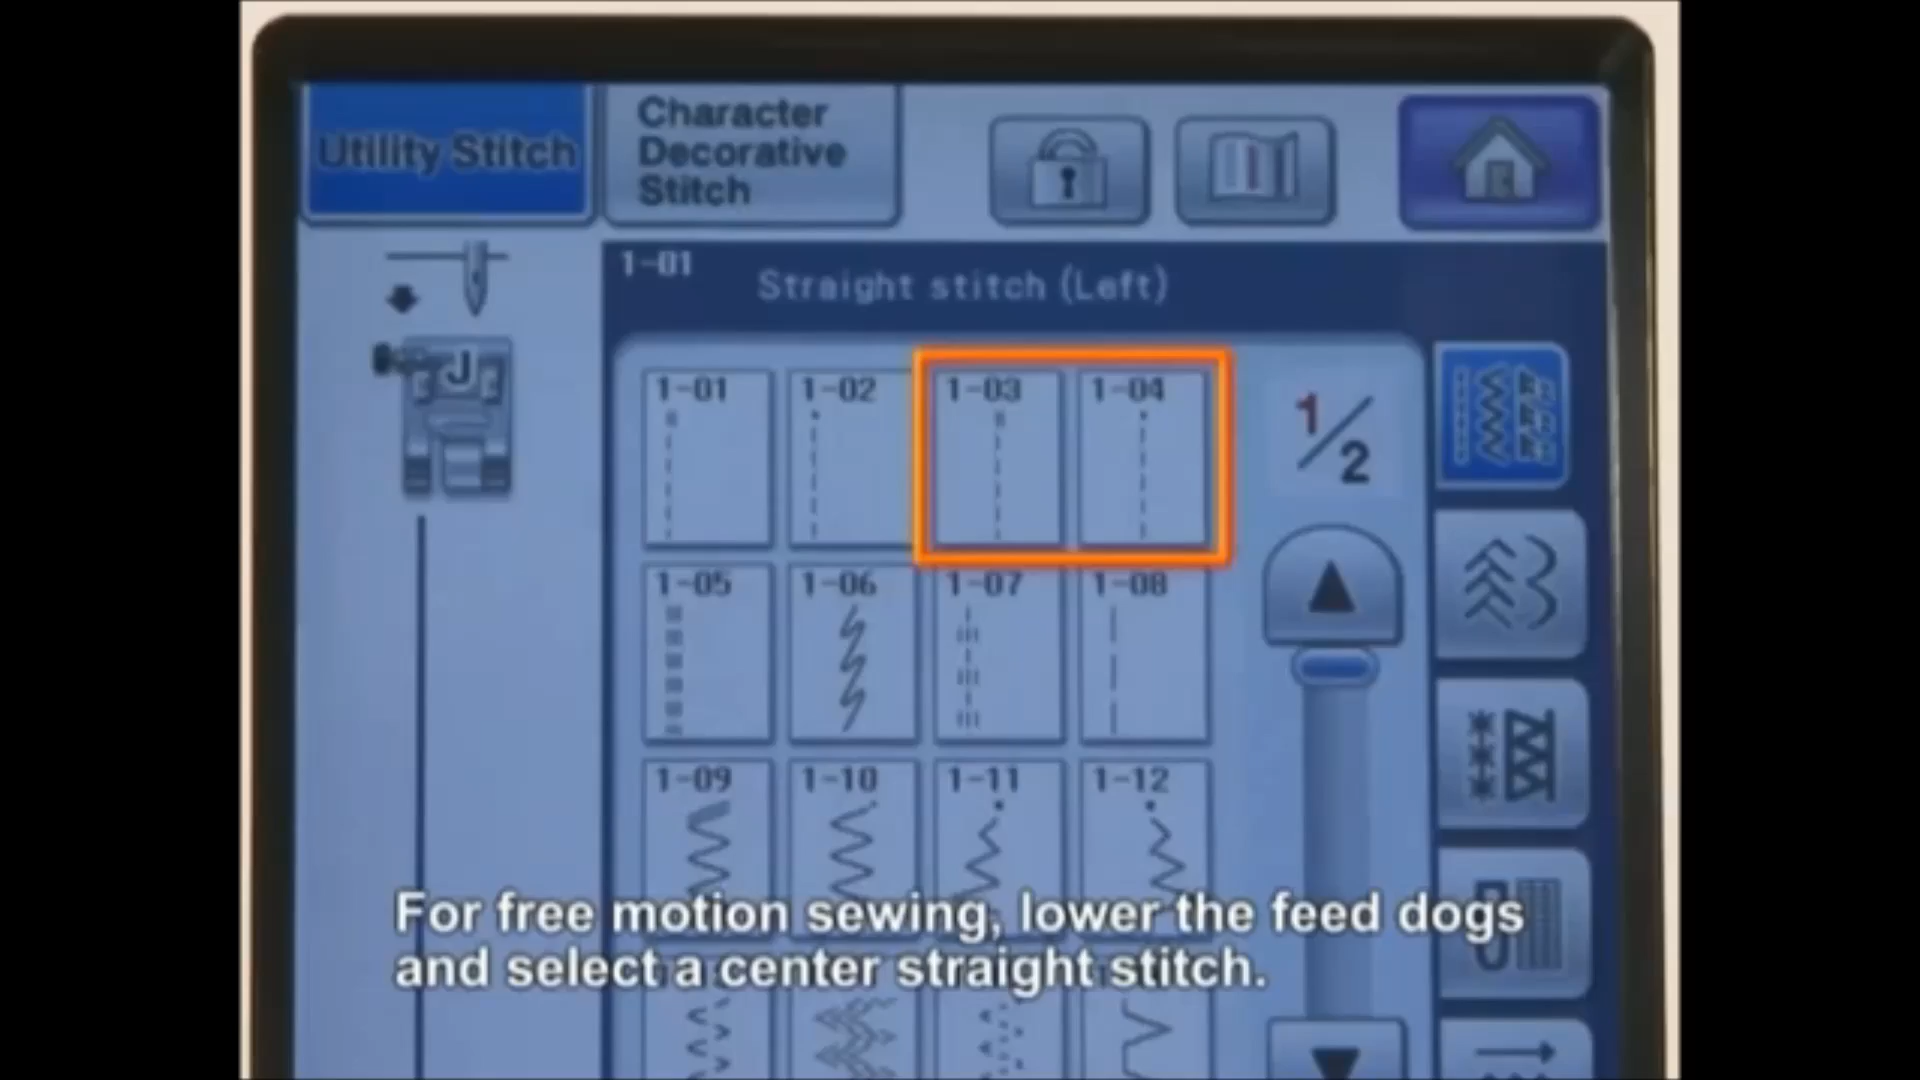 Utility Stitch
Character
Decorative
Stitch
1-01
Straight stitch (Left)
J
1-01 1-02 1-03 1-04
1/2
1-05 1-06 1-07 1-08
1-09 1-10 1-11 1-12
For free motion sewing, lower the feed dogs
and select a center straight stitch.